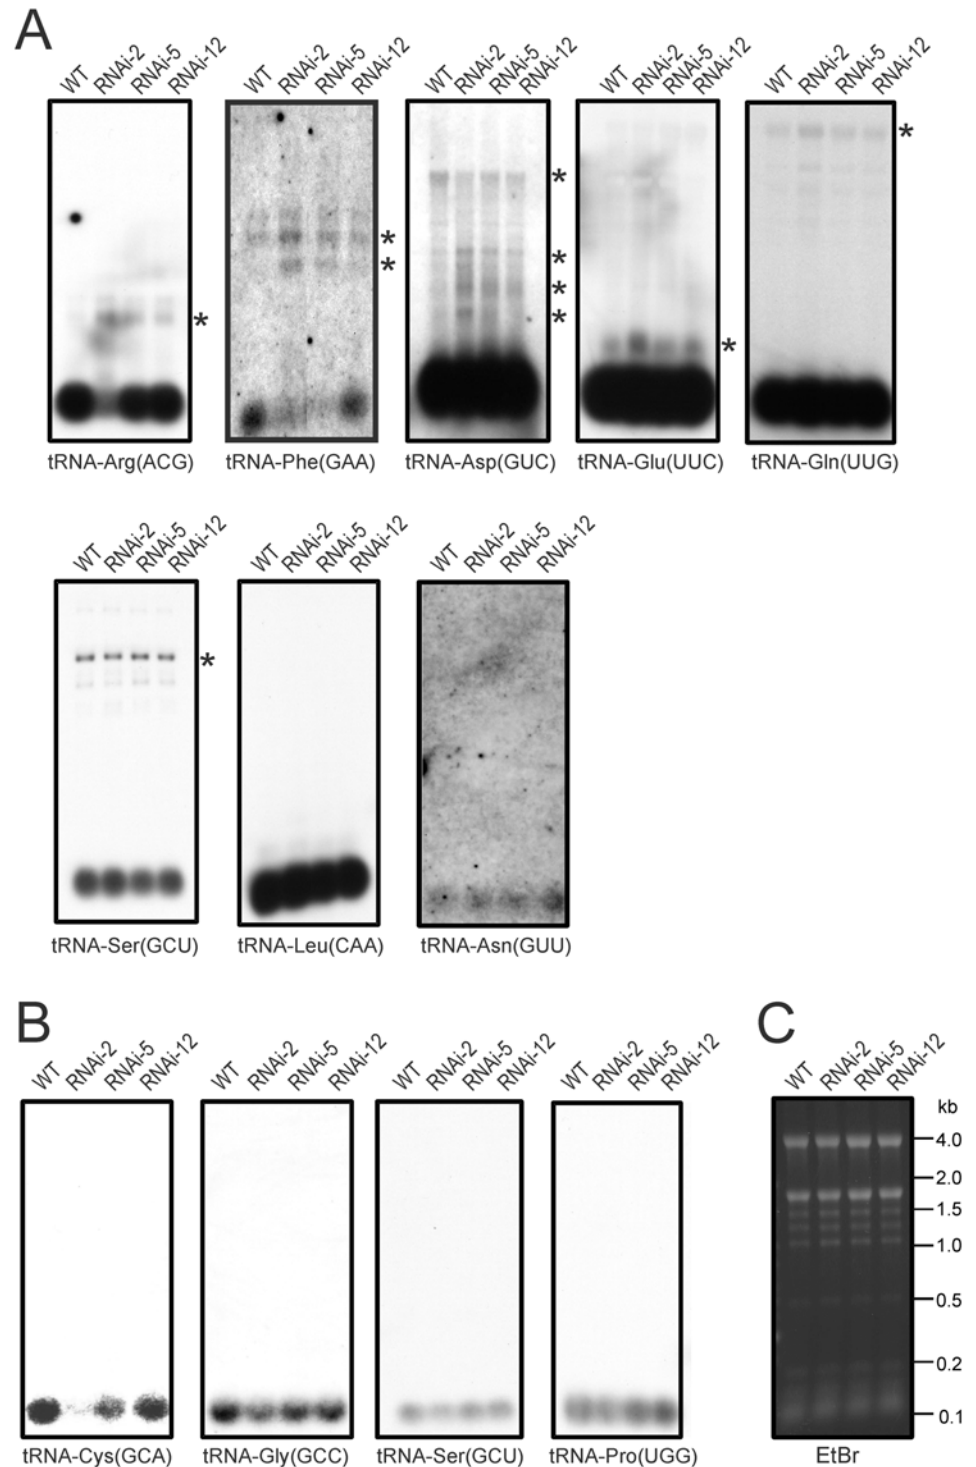 A
WT RNAi-2 RNAi-5 RNAi-12 WT RNAi-2 RNAi-5 RNAi-12 WT RNAi-2 RNAi-5 RNAi-12 WT RNAi-2 RNAi-5 RNAi-12 WT RNAi-2 RNAi-5 RNAi-12
*
* *
* * * *
*
*
tRNA-Arg(ACG) tRNA-Phe(GAA) tRNA-Asp(GUC) tRNA-Glu(UUC) tRNA-Gln(UUG)
WT RNAi-2 RNAi-5 RNAi-12 WT RNAi-2 RNAi-5 RNAi-12 WT RNAi-2 RNAi-5 RNAi-12
*
tRNA-Ser(GCU) tRNA-Leu(CAA) tRNA-Asn(GUU)
B
WT RNAi-2 RNAi-5 RNAi-12 WT RNAi-2 RNAi-5 RNAi-12 WT RNAi-2 RNAi-5 RNAi-12 WT RNAi-2 RNAi-5 RNAi-12
tRNA-Cys(GCA) tRNA-Gly(GCC) tRNA-Ser(GCU) tRNA-Pro(UGG)
C
WT RNAi-2 RNAi-5 RNAi-12
kb
4.0
2.0
1.5
1.0
0.5
0.2
0.1
EtBr